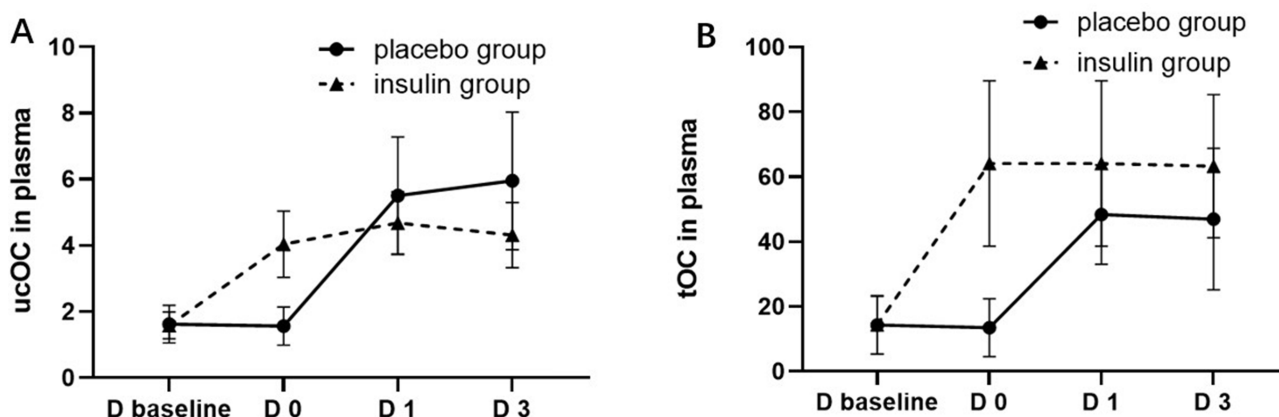 A
10
8
6
4
2
0
ucOC in plasma
placebo group
insulin group
D baseline
D 0
D 1
D 3
B
100
80
60
40
20
0
tOC in plasma
placebo group
insulin group
D baseline
D 0
D 1
D 3